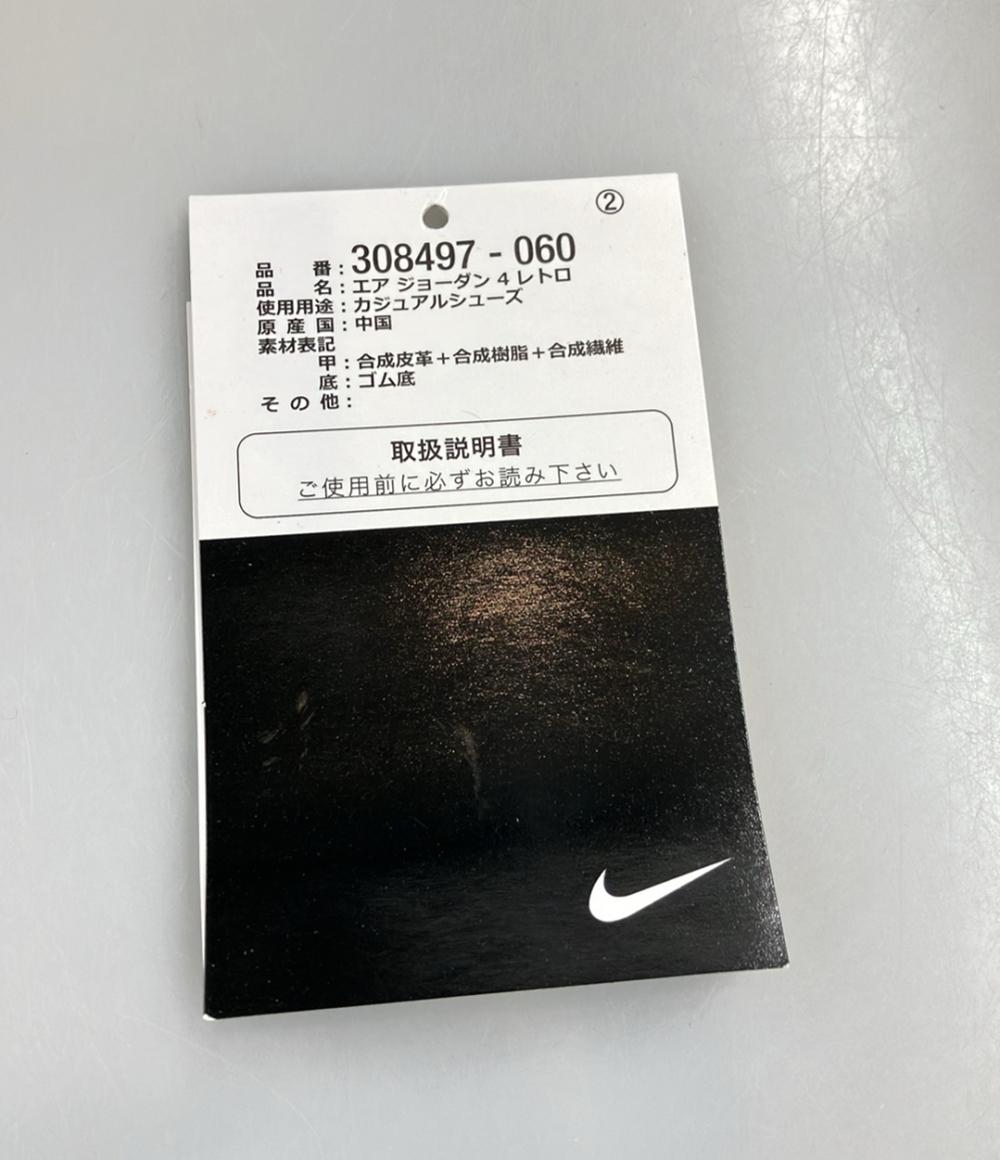 ②
品 番:308497 - 060
品 名:エア ジョーダン 4 レトロ
使用用途:カジュアルシューズ
原 産 国:中国
素材表記
甲:合成皮革+合成樹脂+合成繊維
底:ゴム底
そ の 他:
取扱説明書
ご使用前に必ずお読み下さい